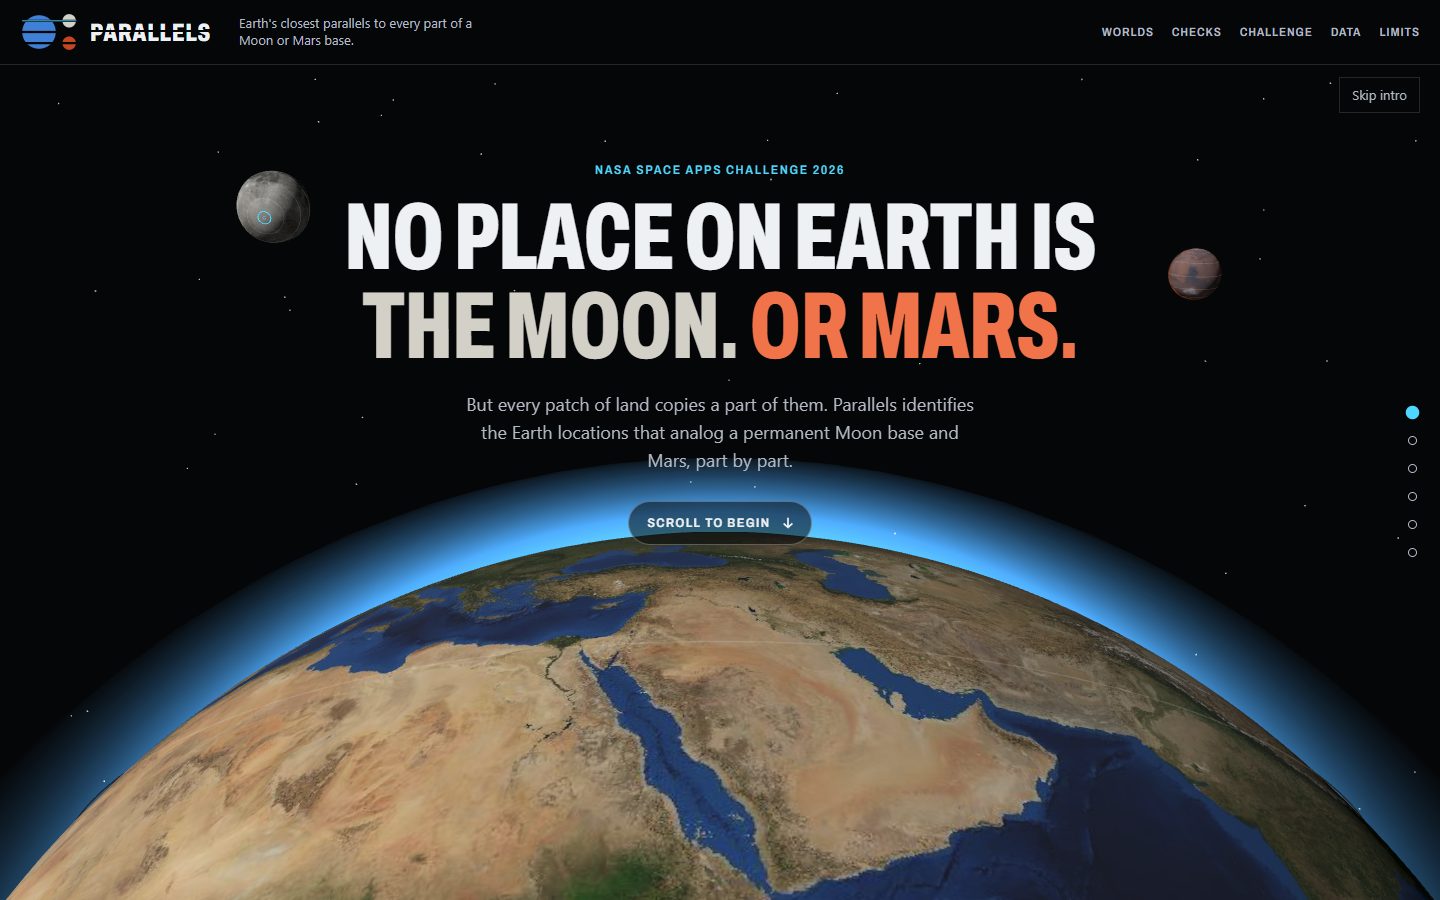 PARALLELS
Earth's closest parallels to every part of a
Moon or Mars base.
WORLDS
CHECKS
CHALLENGE
DATA
LIMITS
Skip intro
NASA SPACE APPS CHALLENGE 2026
NO PLACE ON EARTH IS
THE MOON. OR MARS.
But every patch of land copies a part of them. Parallels identifies
the Earth locations that analog a permanent Moon base and
Mars, part by part.
SCROLL TO BEGIN ↓